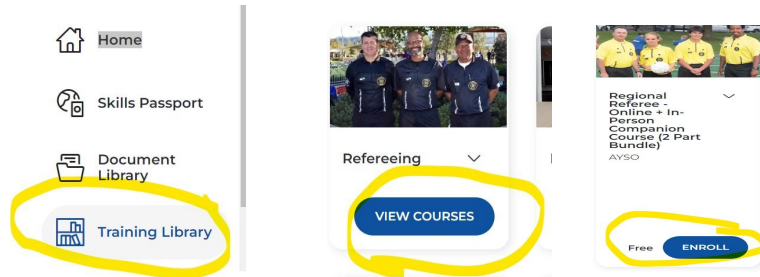 Home
Skills Passport
Document
Library
Training Library
Refereeing
VIEW COURSES
Regional
Referee -
Online + In-
Person
Companion
Course (2 Part
Bundle)
AYSO
Free ENROLL